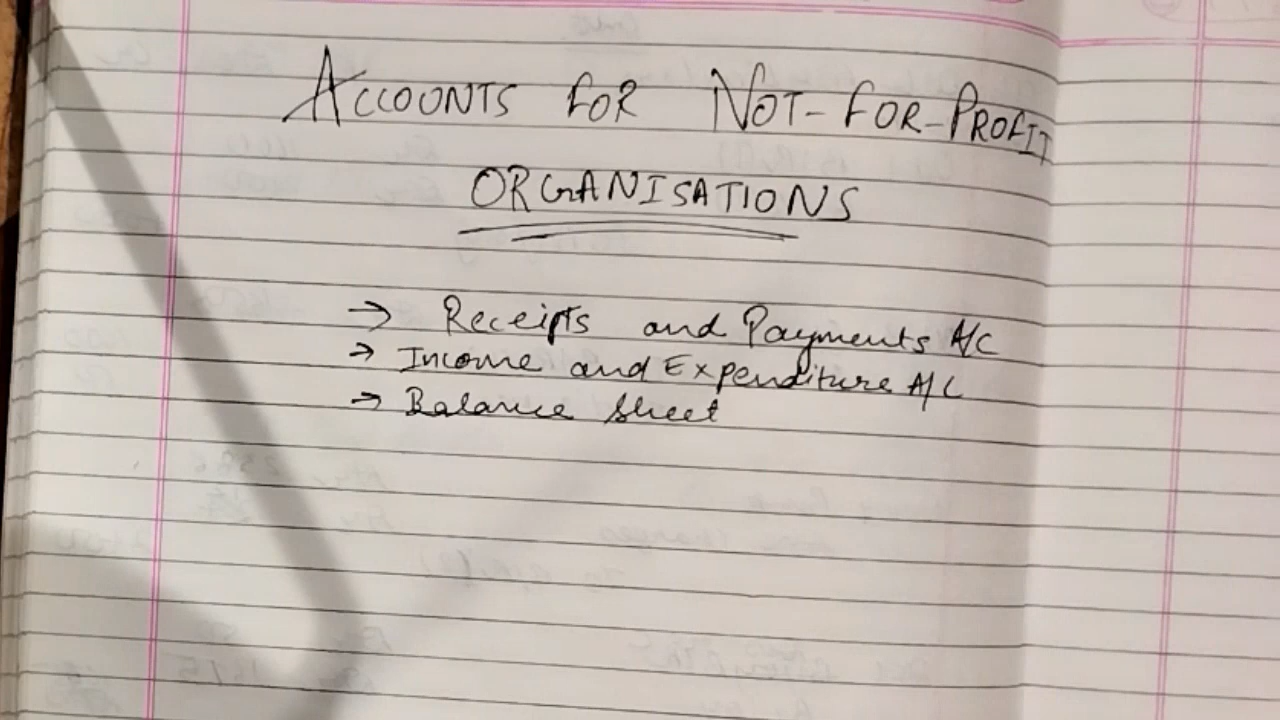 ACCOUNTS FOR NOT-FOR-PROFIT
ORGANISATIONS
→ Receipts and Payments A/C
→ Income and Expenditure A/C
→ Balance Sheet